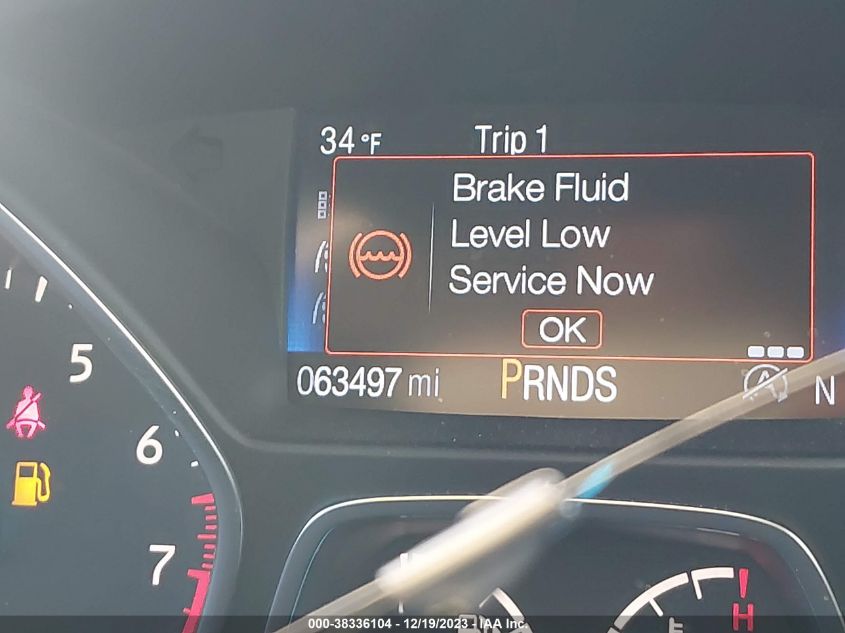 34 °F Trip 1
Brake Fluid
Level Low
Service Now
OK
063497 mi PRNDS N
5
6
7
H
000-38336104 - 12/19/2023 - IAA Inc.